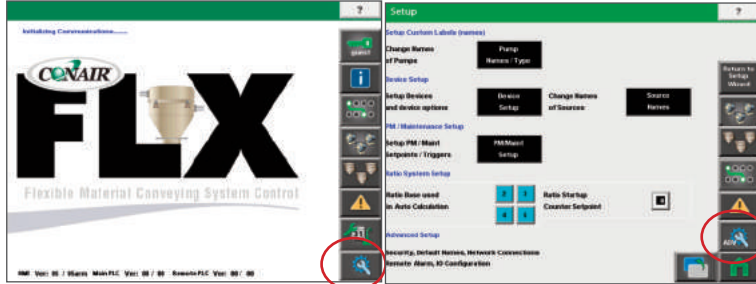 ?
Initializing Communications......
guest
CONAIR
FLX
Flexible Material Conveying System Control
HMI Ver: 05 / 05arm Main PLC Ver: 00 / 00 Remote PLC Ver: 00 / 00
Setup
?
Setup Custom Labels (names)
Change Names
of Pumps
Pump
Names / Type
Return to
Setup
Wizard
Device Setup
Setup Devices
and device options
Device
Setup
Change Names
of Sources
Source
Names
PM / Maintenance Setup
Setup PM / Maint
Setpoints / Triggers
PM/Maint
Setup
Ratio System Setup
Ratio Base used
in Auto Calculation
2 3
4 5
Ratio Startup
Counter Setpoint
Advanced Setup
ADV
Security, Default Names, Network Connections
Remote Alarm, IO Configuration